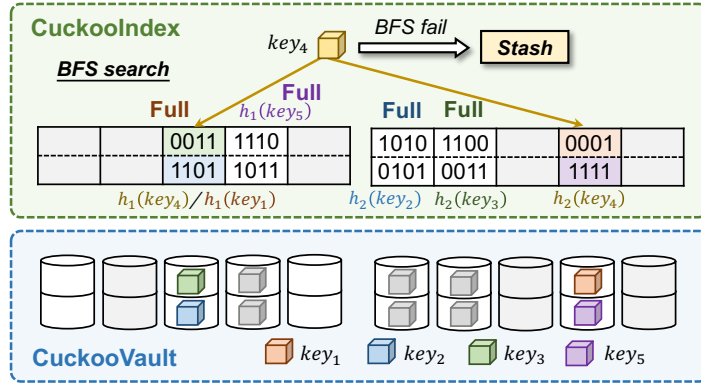 CuckooIndex
key4
BFS fail
Stash
BFS search
Full
Full
Full
Full
h1(key5)
0011 1110 1010 1100 0001
1101 1011 0101 0011 1111
h1(key4)/h1(key1) h2(key2) h2(key3) h2(key4)
CuckooVault
key1 key2 key3 key5